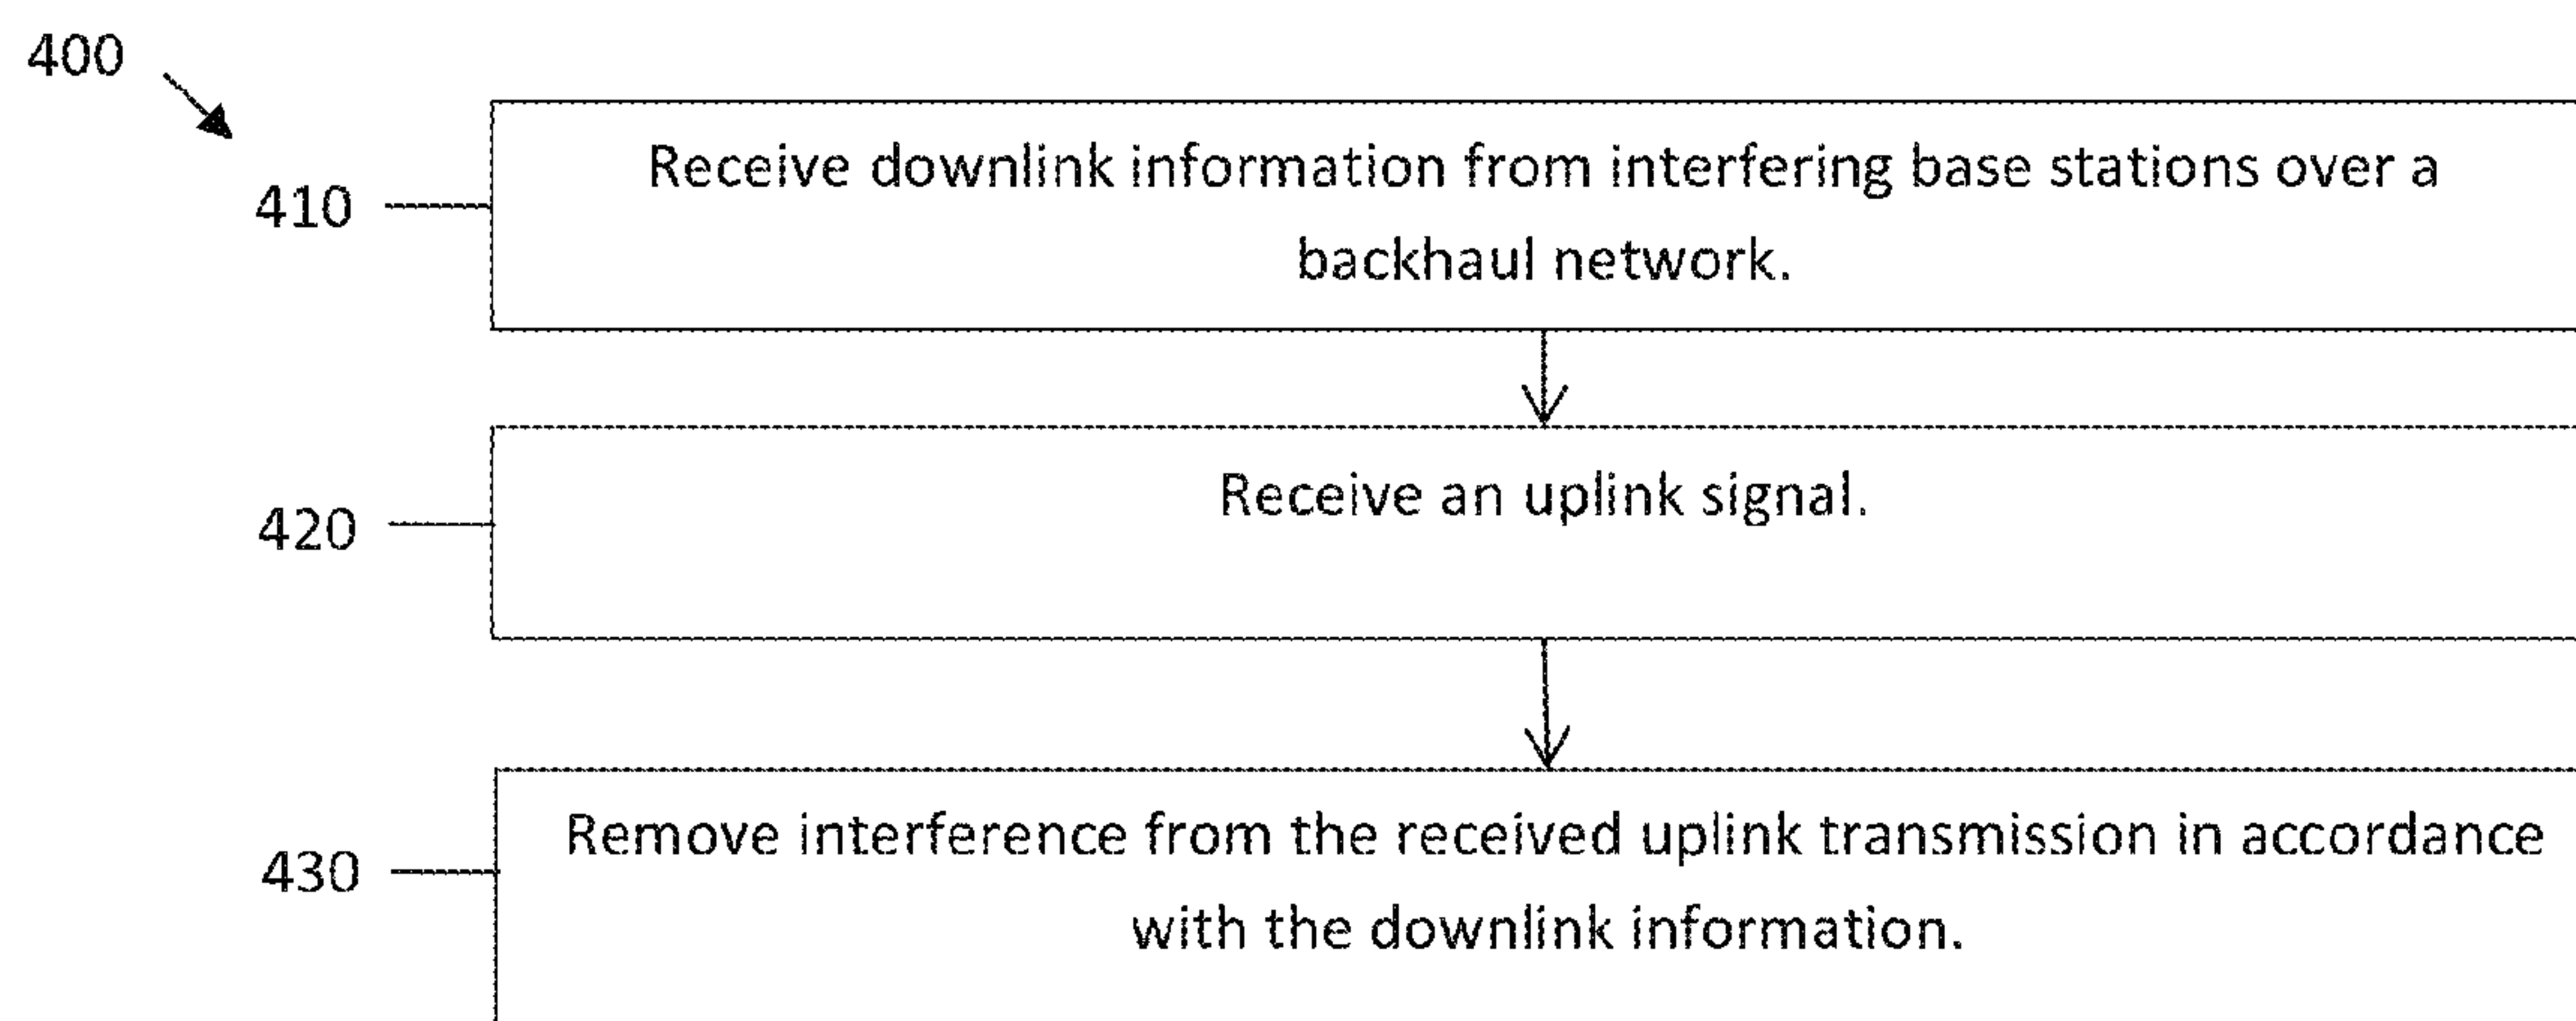 400
410
Receive downlink information from interfering base stations over a
backhaul network.
420
Receive an uplink signal.
430
Remove interference from the received uplink transmission in accordance
with the downlink information.